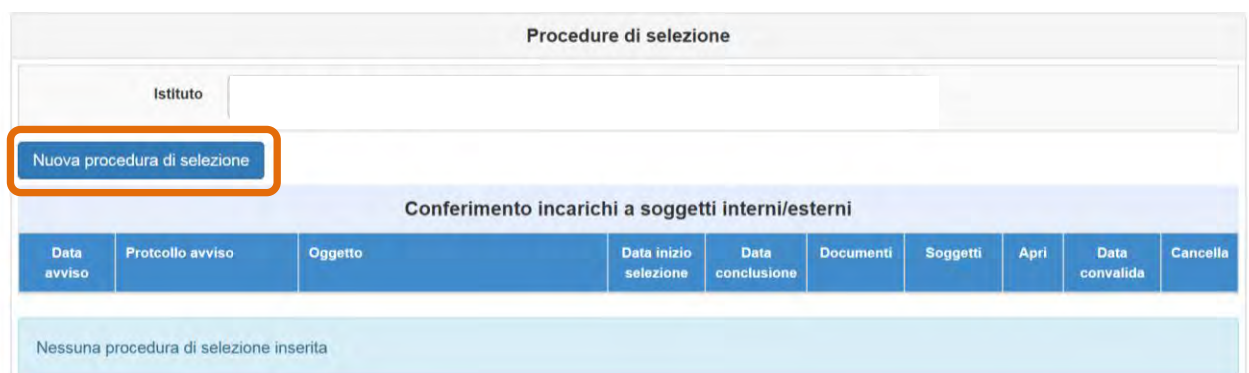 Procedure di selezione
Istituto
Nuova procedura di selezione
Conferimento incarichi a soggetti interni/esterni
Data avviso Protcollo avviso Oggetto Data inizio selezione Data conclusione Documenti Soggetti Apri Data convalida Cancella
Nessuna procedura di selezione inserita